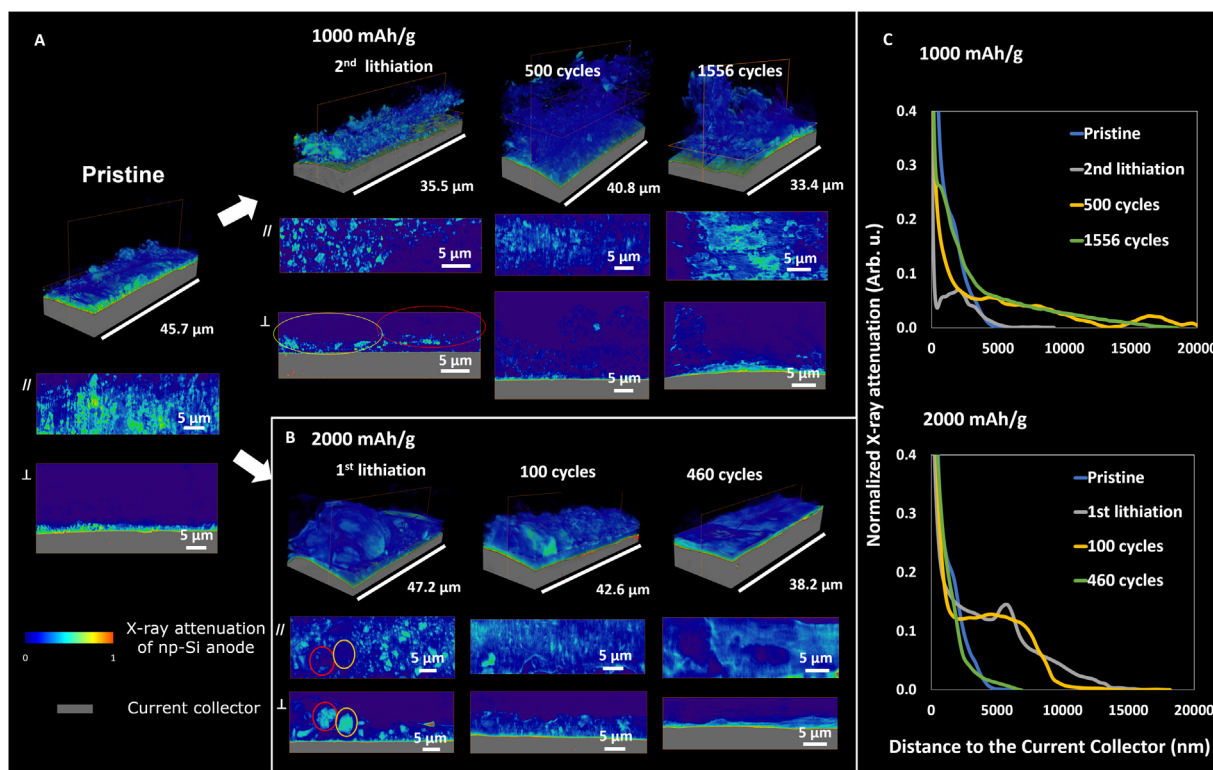 A
1000 mAh/g
2nd lithiation
500 cycles
1556 cycles
Pristine
35.5 µm
40.8 µm
33.4 µm
45.7 µm
//
5 µm
5 µm
5 µm
⊥
5 µm
5 µm
5 µm
//
5 µm
⊥
5 µm
X-ray attenuation
of np-Si anode
0
1
Current collector
B
2000 mAh/g
1st lithiation
100 cycles
460 cycles
47.2 µm
42.6 µm
38.2 µm
//
5 µm
5 µm
5 µm
⊥
5 µm
5 µm
5 µm
C
1000 mAh/g
0.4
0.3
0.2
0.1
0.0
0
5000
10000
15000
20000
Pristine
2nd lithiation
500 cycles
1556 cycles
Normalized X-ray attenuation (Arb. u.)
2000 mAh/g
0.4
0.3
0.2
0.1
0.0
0
5000
10000
15000
20000
Pristine
1st lithiation
100 cycles
460 cycles
Distance to the Current Collector (nm)